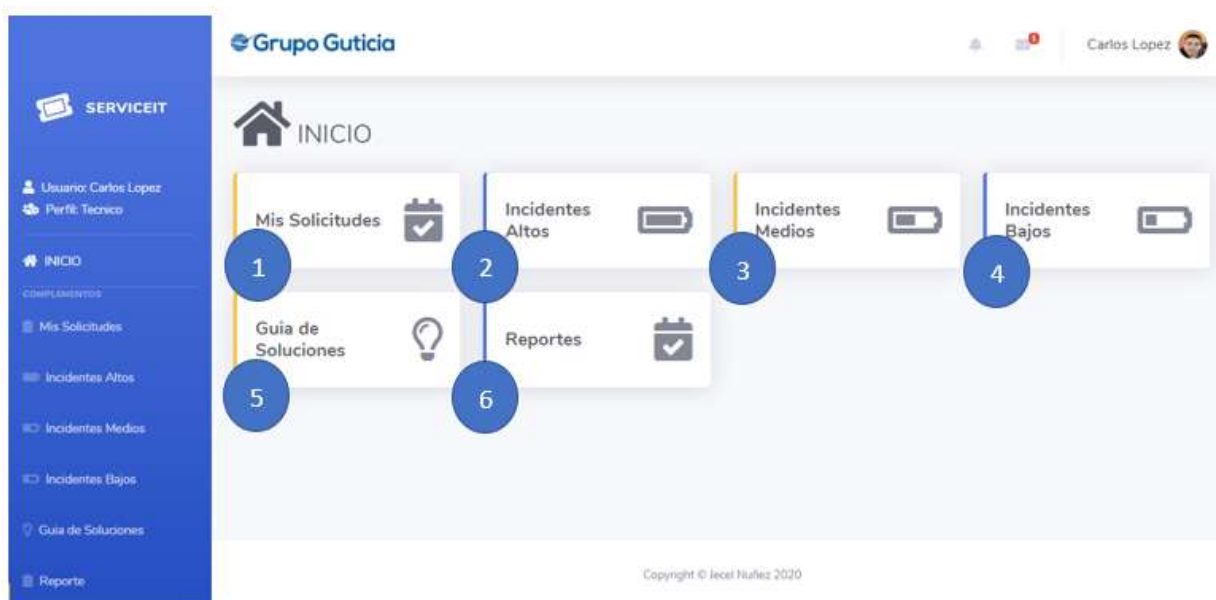 Grupo Guticia
1
Carlos Lopez
SERVICEIT
Usuario: Carlos Lopez
Perfil: Tecnico
INICIO
COMPLEMENTOS
Mis Solicitudes
Incidentes Altos
Incidentes Medios
Incidentes Bajos
Guia de Soluciones
Reporte
INICIO
Mis Solicitudes
1
Incidentes
Altos
2
Incidentes
Medios
3
Incidentes
Bajos
4
Guia de
Soluciones
5
Reportes
6
Copyright © Jecel Nuñez 2020